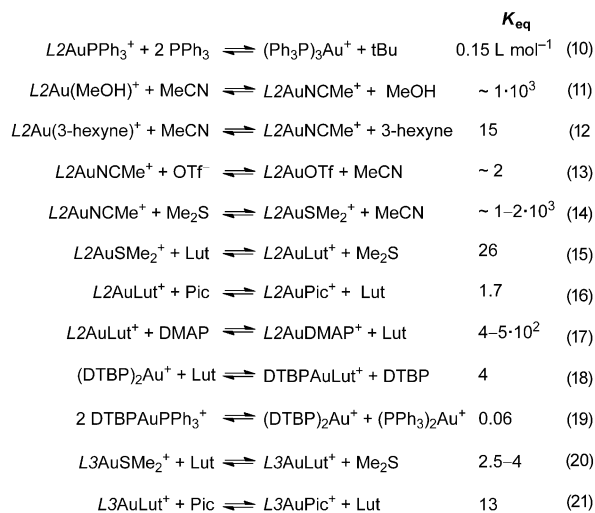 Keq
L2AuPPh₃⁺ + 2 PPh₃ ⇌ (Ph₃P)₃Au⁺ + tBu 0.15 L mol⁻¹ (10)
L2Au(MeOH)⁺ + MeCN ⇌ L2AuNCMe⁺ + MeOH ~ 1·10³ (11)
L2Au(3-hexyne)⁺ + MeCN ⇌ L2AuNCMe⁺ + 3-hexyne 15 (12
L2AuNCMe⁺ + OTf⁻ ⇌ L2AuOTf + MeCN ~ 2 (13)
L2AuNCMe⁺ + Me₂S ⇌ L2AuSMe₂⁺ + MeCN ~ 1–2·10³ (14)
L2AuSMe₂⁺ + Lut ⇌ L2AuLut⁺ + Me₂S 26 (15)
L2AuLut⁺ + Pic ⇌ L2AuPic⁺ + Lut 1.7 (16)
L2AuLut⁺ + DMAP ⇌ L2AuDMAP⁺ + Lut 4–5·10² (17)
(DTBP)₂Au⁺ + Lut ⇌ DTBPAuLut⁺ + DTBP 4 (18)
2 DTBPAuPPh₃⁺ ⇌ (DTBP)₂Au⁺ + (PPh₃)₂Au⁺ 0.06 (19)
L3AuSMe₂⁺ + Lut ⇌ L3AuLut⁺ + Me₂S 2.5–4 (20)
L3AuLut⁺ + Pic ⇌ L3AuPic⁺ + Lut 13 (21)